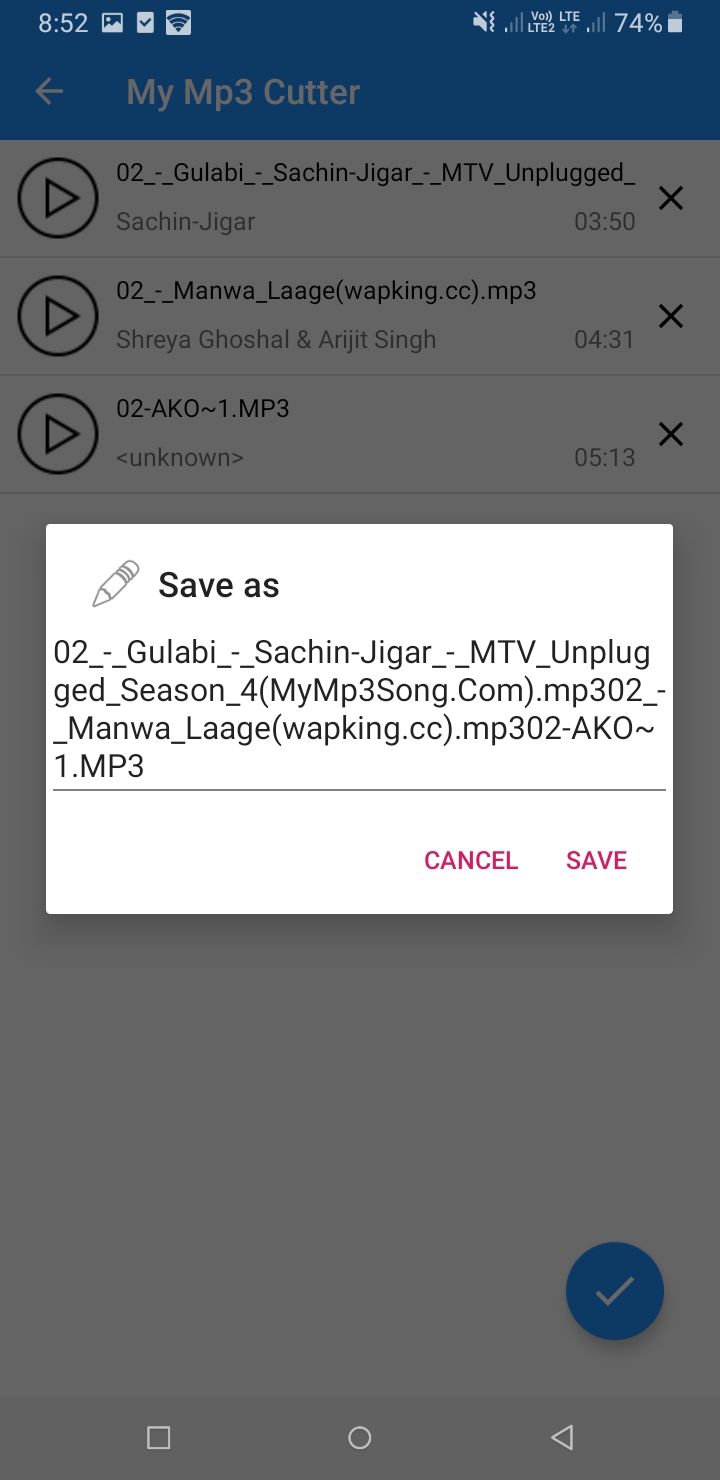 8:52
Vo)) LTE
LTE2
74%
My Mp3 Cutter
02_-_Gulabi_-_Sachin-Jigar_-_MTV_Unplugged_
Sachin-Jigar
03:50
02_-_Manwa_Laage(wapking.cc).mp3
Shreya Ghoshal & Arijit Singh
04:31
02-AKO~1.MP3
<unknown>
05:13
Save as
02_-_Gulabi_-_Sachin-Jigar_-_MTV_Unplug
ged_Season_4(MyMp3Song.Com).mp302_-
_Manwa_Laage(wapking.cc).mp302-AKO~
1.MP3
CANCEL
SAVE